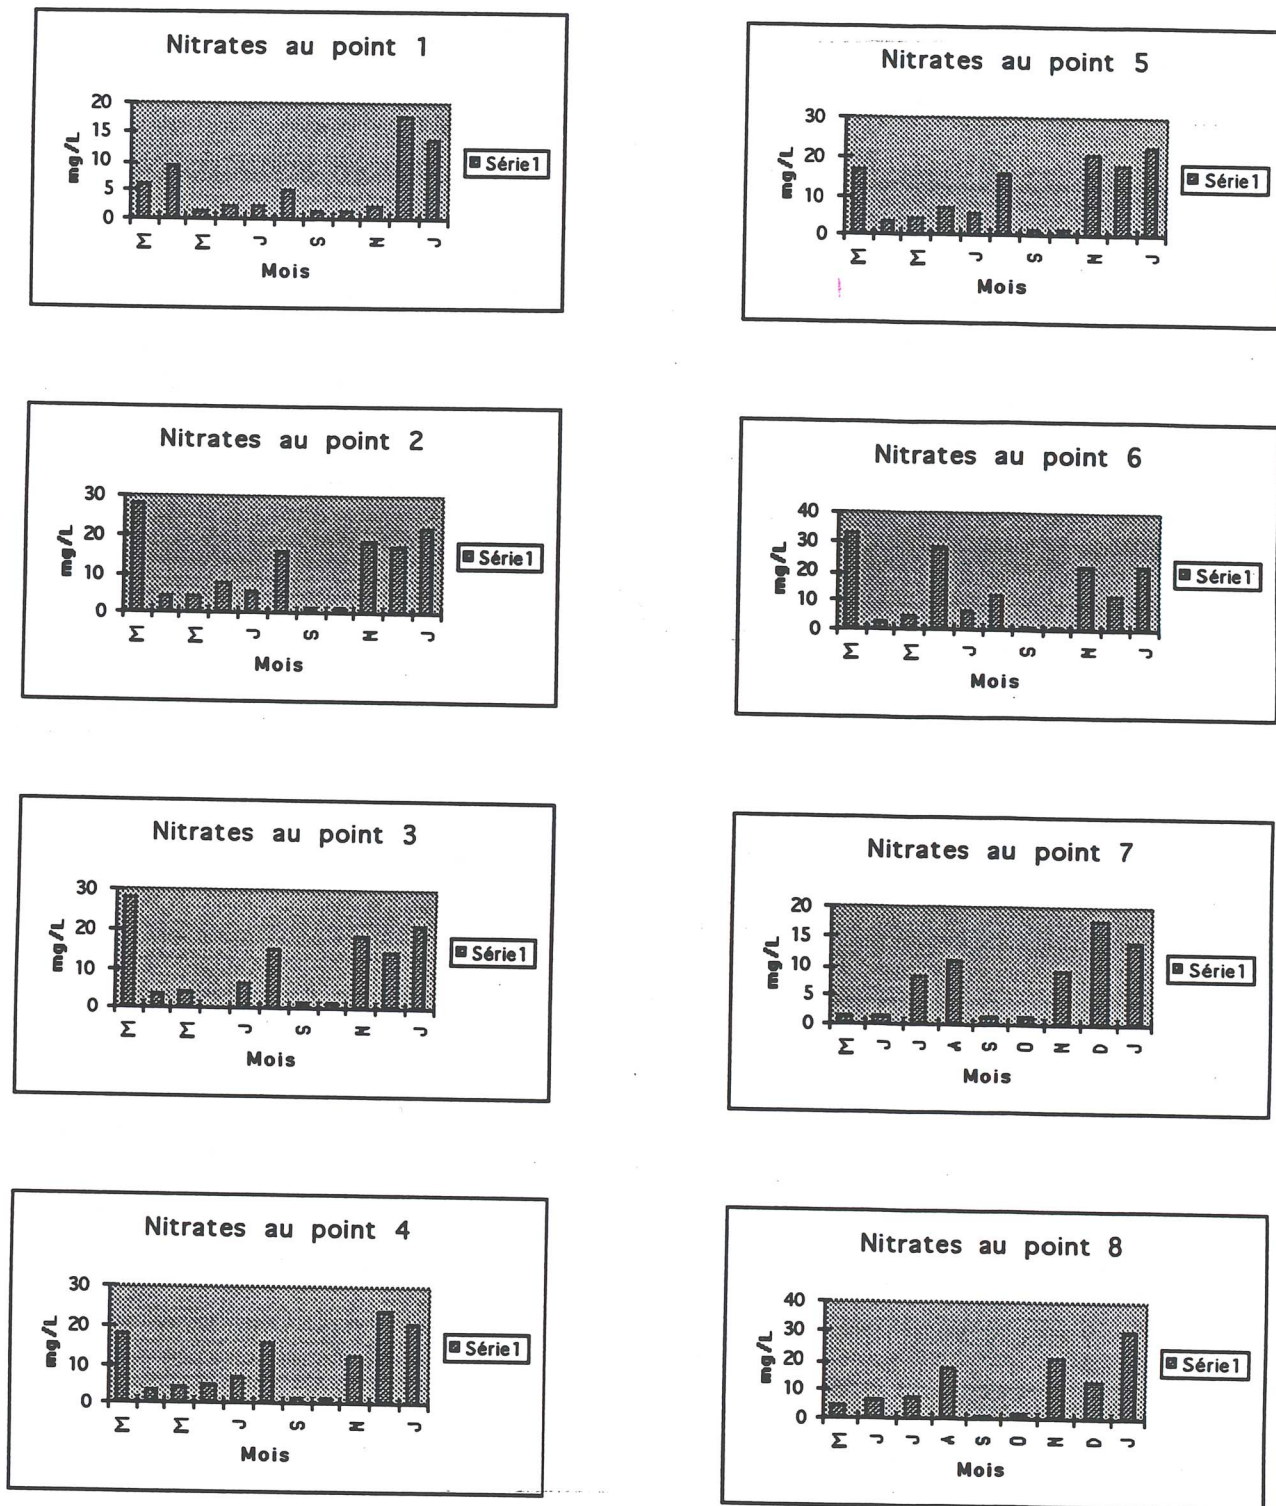 Nitrates au point 1
20
15
10
5
0
mg/L
M M J S N J
Mois
Série1
Nitrates au point 2
30
20
10
0
mg/L
M M J S N J
Mois
Série1
Nitrates au point 3
30
20
10
0
mg/L
M M J S N J
Mois
Série1
Nitrates au point 4
30
20
10
0
mg/L
M M J S N J
Mois
Série1
Nitrates au point 5
30
20
10
0
mg/L
M M J S N J
Mois
Série1
Nitrates au point 6
40
30
20
10
0
mg/L
M M J S N J
Mois
Série1
Nitrates au point 7
20
15
10
5
0
mg/L
M J J A S O N D J
Mois
Série1
Nitrates au point 8
40
30
20
10
0
mg/L
M J J A S O N D J
Mois
Série1